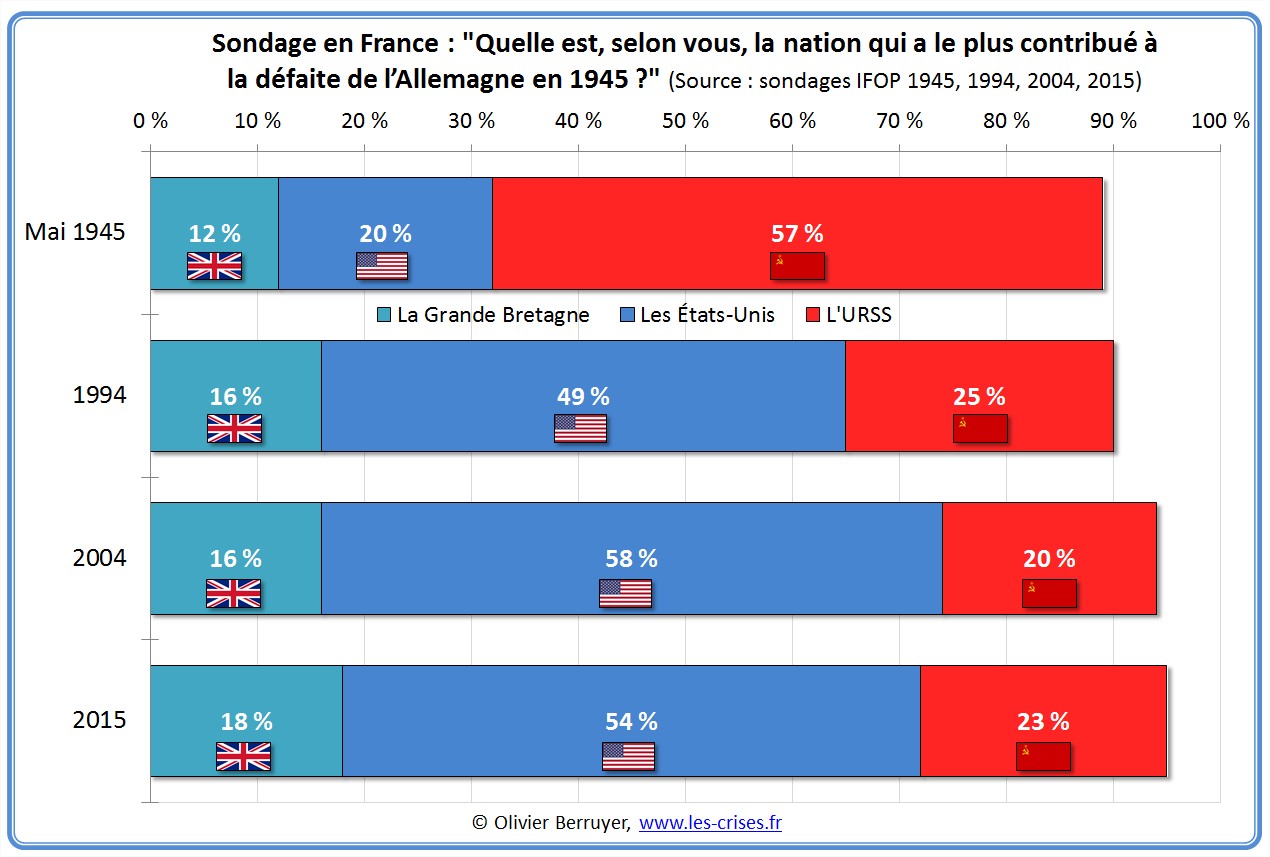 Sondage en France : "Quelle est, selon vous, la nation qui a le plus contribué à
la défaite de l’Allemagne en 1945 ?" (Source : sondages IFOP 1945, 1994, 2004, 2015)
0 % 10 % 20 % 30 % 40 % 50 % 60 % 70 % 80 % 90 % 100 %
Mai 1945 12 % 20 % 57 %
La Grande Bretagne Les États-Unis L'URSS
1994 16 % 49 % 25 %
2004 16 % 58 % 20 %
2015 18 % 54 % 23 %
© Olivier Berruyer, www.les-crises.fr